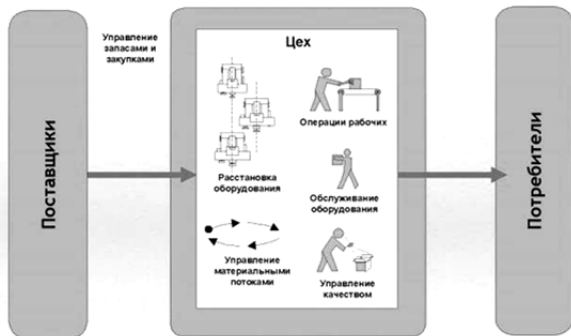 Поставщики
Управление
запасами и
закупками
Цех
Расстановка
оборудования
Управление
материальными
потоками
Операции рабочих
Обслуживание
оборудования
Управление
качеством
Потребители